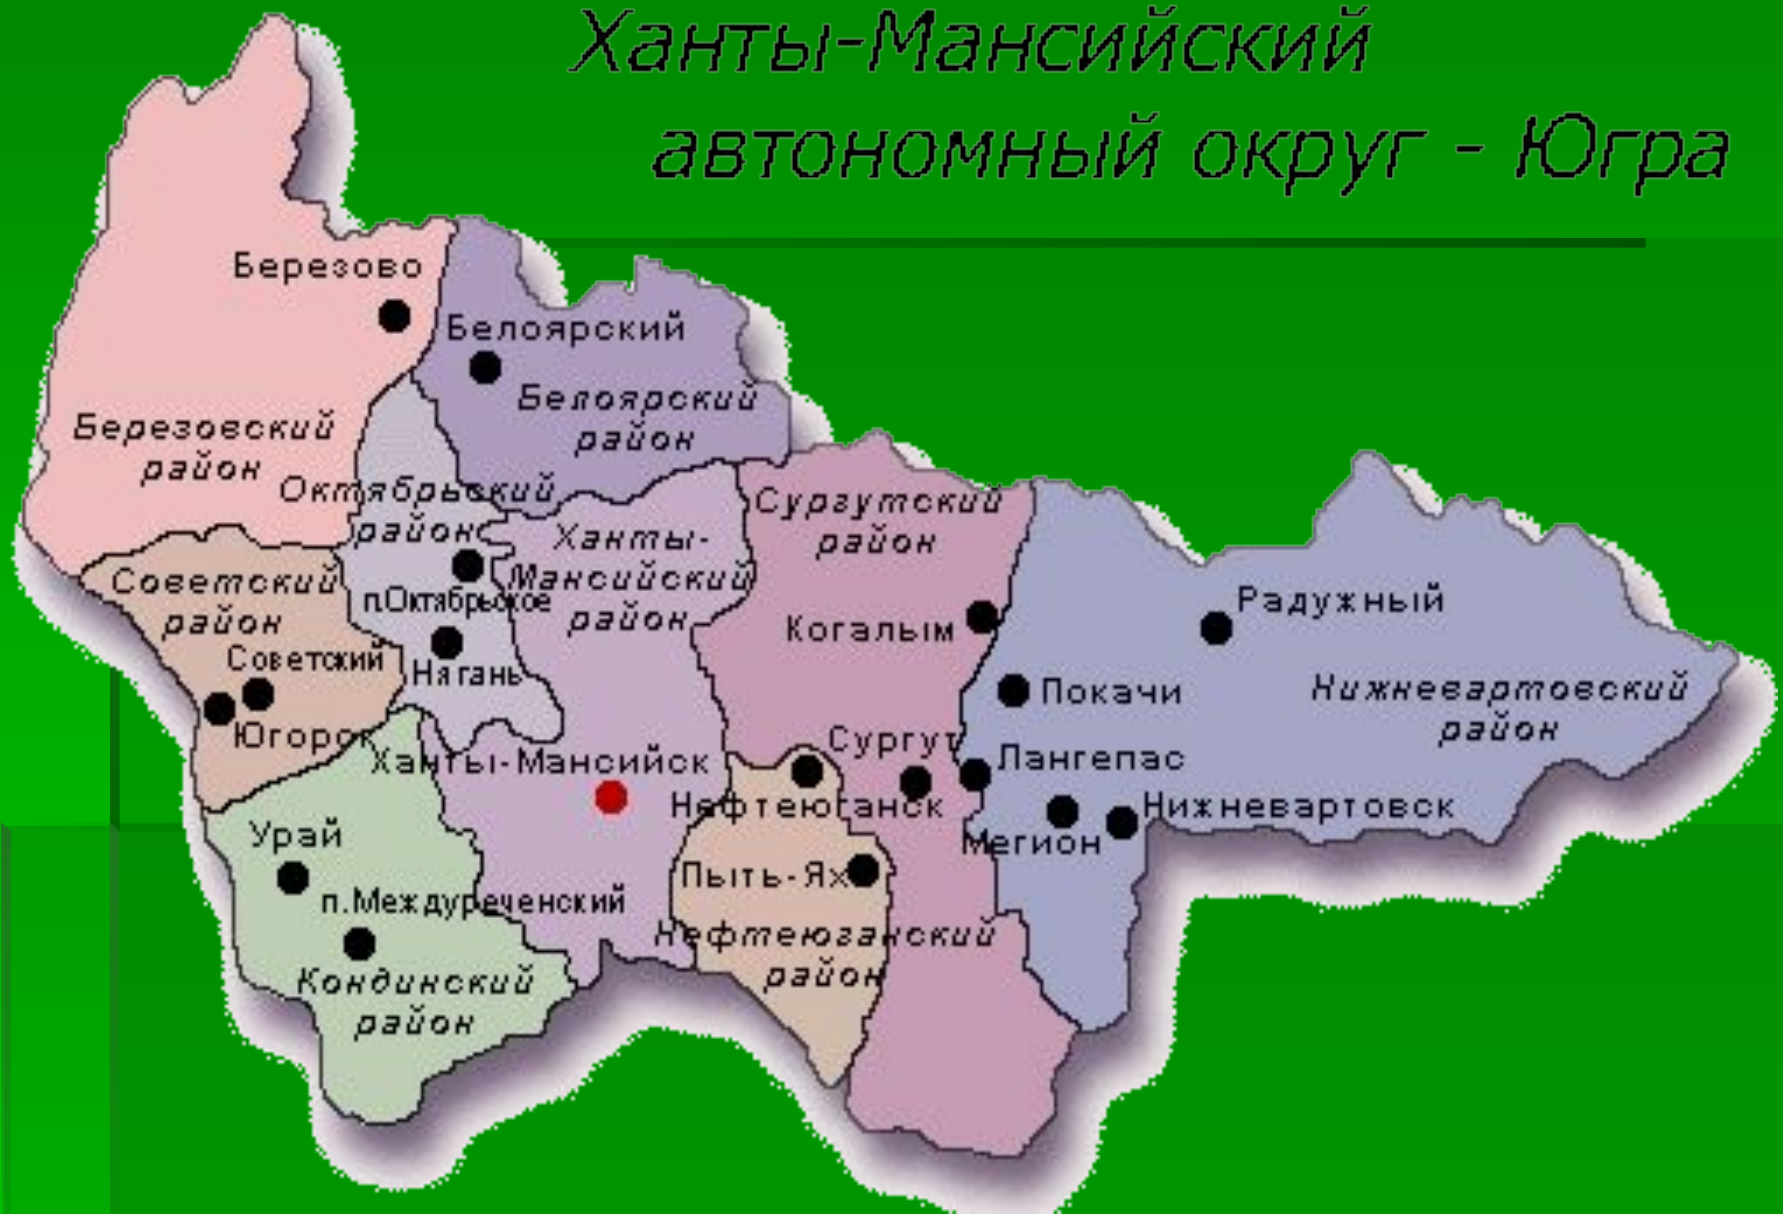 Ханты-Мансийский
автономный округ - Югра
Березово
Белоярский
Белоярский
район
Березовский
район
Октябрьский
район
Сургутский
район
Ханты-
Мансийский
район
Советский
район
п.Октябрьское
Когалым
Радужный
Советский
Нягань
Покачи
Нижневартовский
район
Югорск
Ханты-Мансийск
Сургут
Лангепас
Нефтеюганск
Нижневартовск
Мегион
Урай
Пыть-Ях
п.Междуреченский
Нефтеюганский
район
Кондинский
район